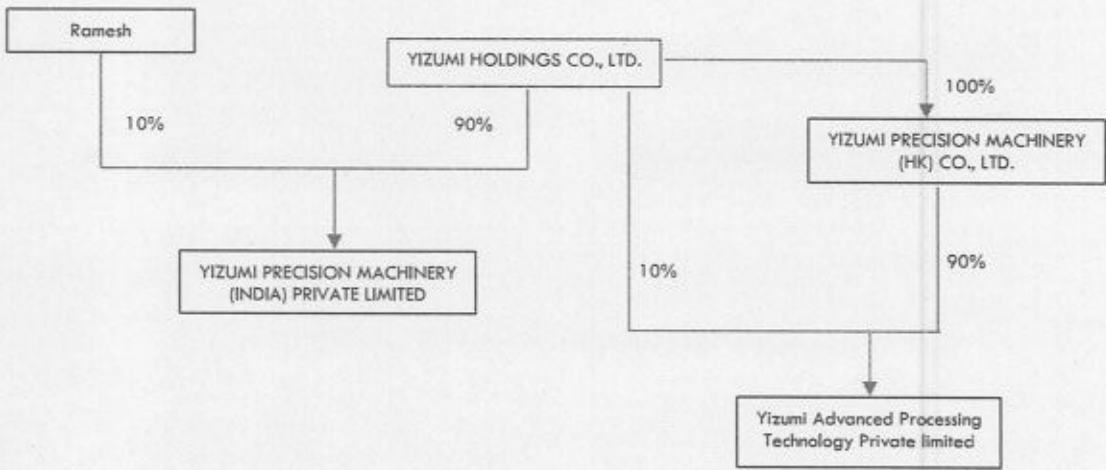 Ramesh
YIZUMI HOLDINGS CO., LTD.
100%
10%
90%
YIZUMI PRECISION MACHINERY
(HK) CO., LTD.
YIZUMI PRECISION MACHINERY
(INDIA) PRIVATE LIMITED
10%
90%
Yizumi Advanced Processing
Technology Private limited